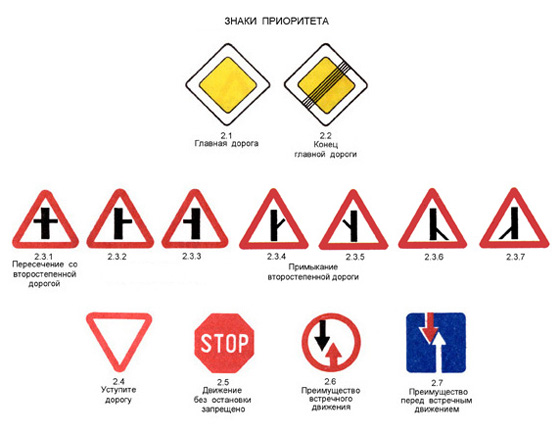 ЗНАКИ ПРИОРИТЕТА
2.1
Главная дорога
2.2
Конец
главной дороги
2.3.1
Пересечение со
второстепенной
дорогой
2.3.2
2.3.3
2.3.4
2.3.5
2.3.6
2.3.7
Примыкание
второстепенной дороги
2.4
Уступите
дорогу
STOP
2.5
Движение
без остановки
запрещено
2.6
Преимущество
встречного
движения
2.7
Преимущество
перед встречным
движением